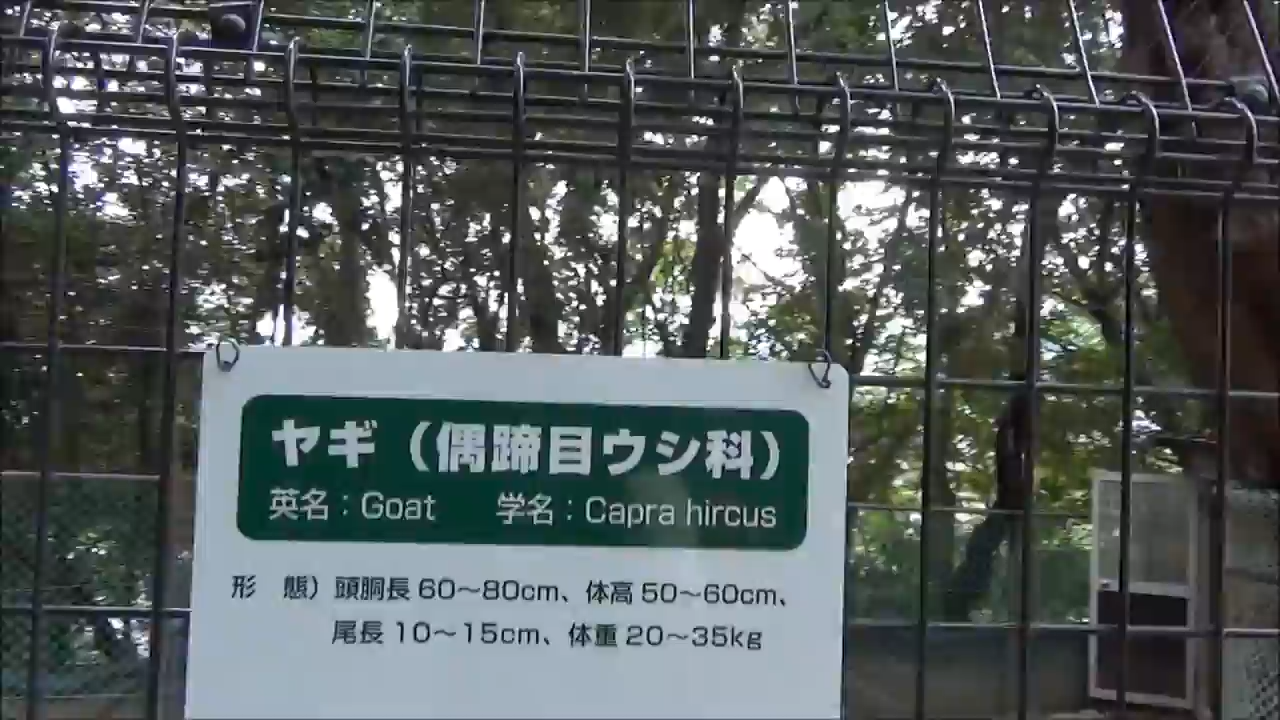 ヤギ（偶蹄目ウシ科）
英名：Goat　学名：Capra hircus
形　態）頭胴長 60～80cm、体高 50～60cm、
尾長 10～15cm、体重 20～35kg